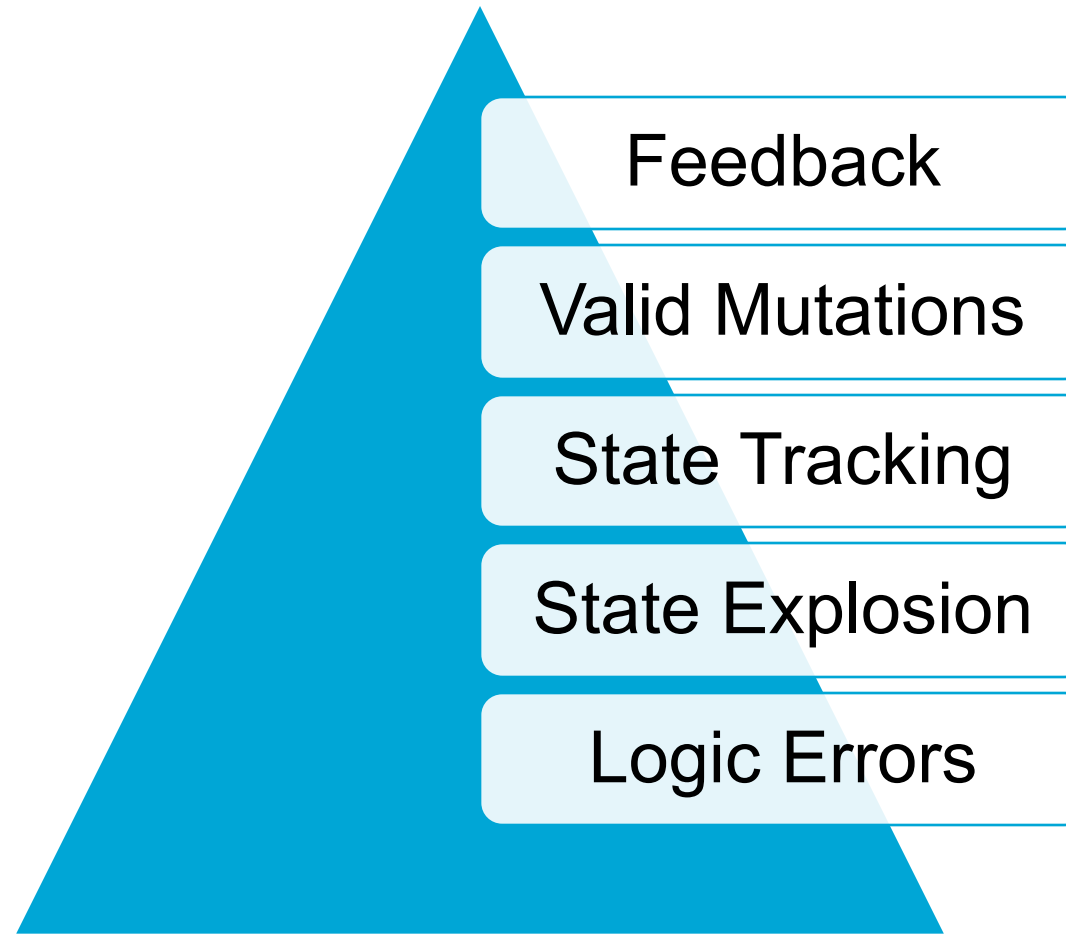 Feedback
Valid Mutations
State Tracking
State Explosion
Logic Errors